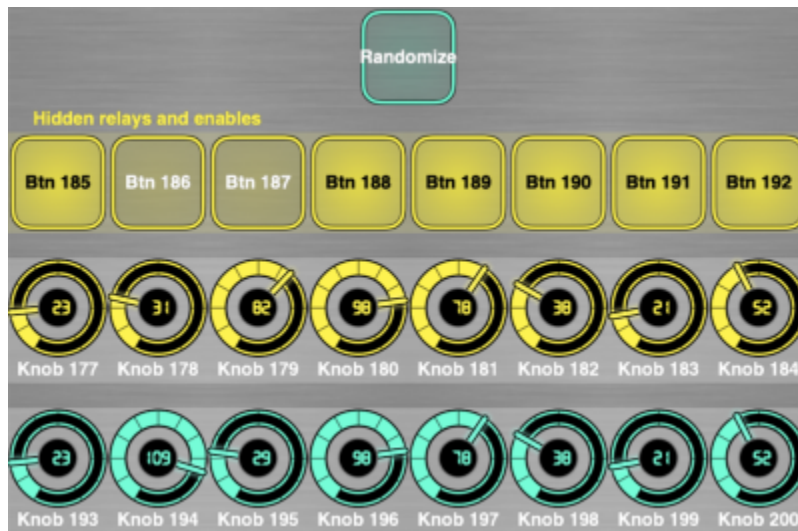 Randomize
Hidden relays and enables
Btn 185 Btn 186 Btn 187 Btn 188 Btn 189 Btn 190 Btn 191 Btn 192
23 31 82 98 78 38 21 52
Knob 177 Knob 178 Knob 179 Knob 180 Knob 181 Knob 182 Knob 183 Knob 184
23 109 29 98 78 38 21 52
Knob 193 Knob 194 Knob 195 Knob 196 Knob 197 Knob 198 Knob 199 Knob 200